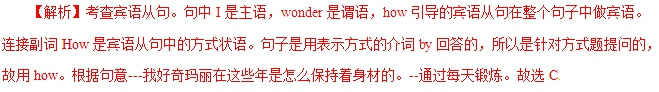 【解析】考查宾语从句。句中 I 是主语，wonder 是谓语，how 引导的宾语从句在整个句子中做宾语。
连接副词 How 是宾语从句中的方式状语。句子是用表示方式的介词 by 回答的，所以是针对方式题提问的，
故用 how。根据句意---我好奇玛丽在这些年是怎么保持着身材的。--通过每天锻炼。故选 C.